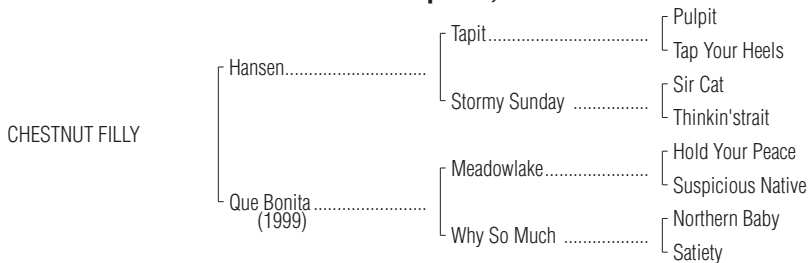 Pulpit
Tapit
Tap Your Heels
Hansen
Sir Cat
Stormy Sunday
Thinkin'strait
CHESTNUT FILLY
Hold Your Peace
Meadowlake
Suspicious Native
Que Bonita
(1999)
Northern Baby
Why So Much
Satiety